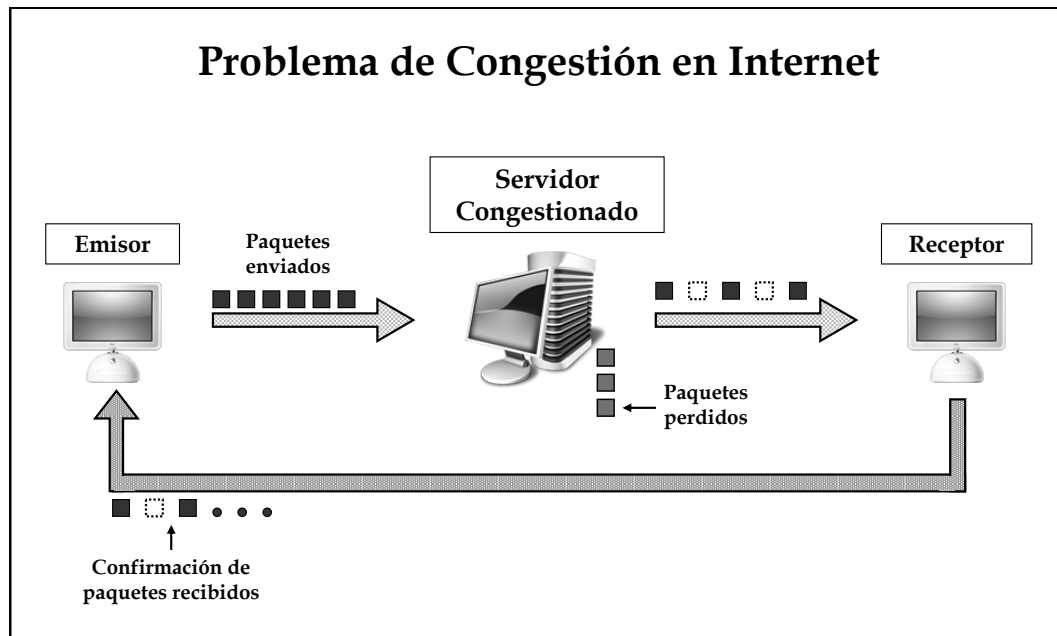 Problema de Congestión en Internet
Servidor
Congestionado
Emisor
Paquetes
enviados
Receptor
Paquetes
perdidos
Confirmación de
paquetes recibidos